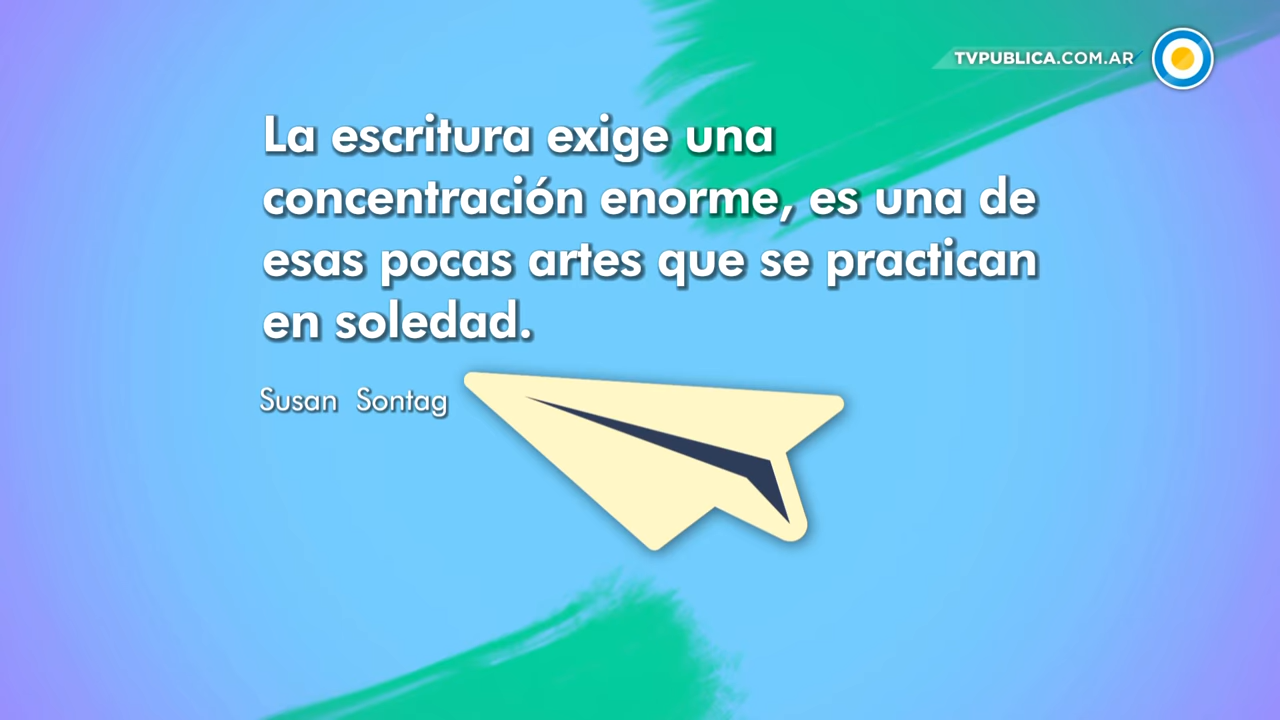 TVPUBLICA.COM.AR
La escritura exige una
concentración enorme, es una de
esas pocas artes que se practican
en soledad.
Susan Sontag